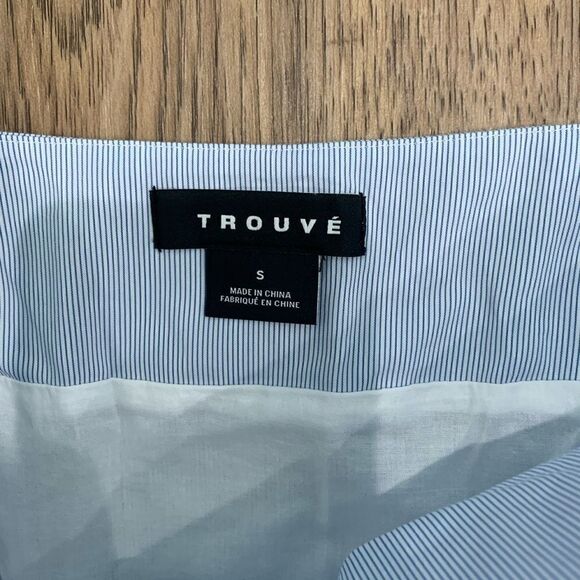 TROUVÉ
S
MADE IN CHINA
FABRIQUÉ EN CHINE